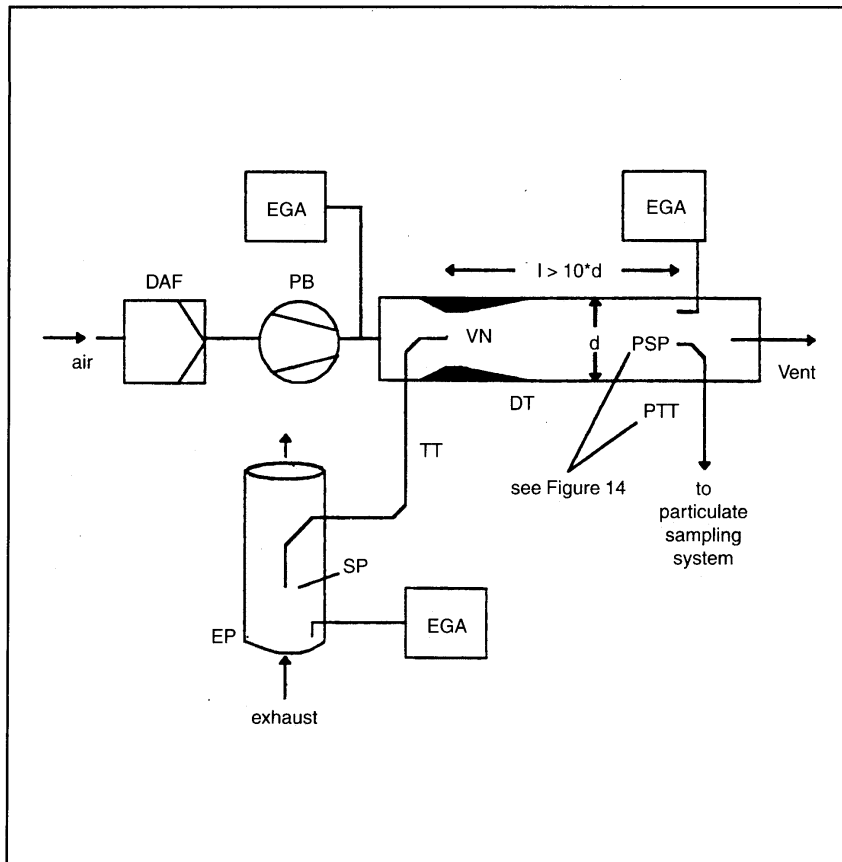 EGA
EGA
DAF
PB
l > 10*d
VN
d
PSP
air
Vent
DT
PTT
TT
see Figure 14
to
particulate
sampling
system
SP
EP
EGA
exhaust